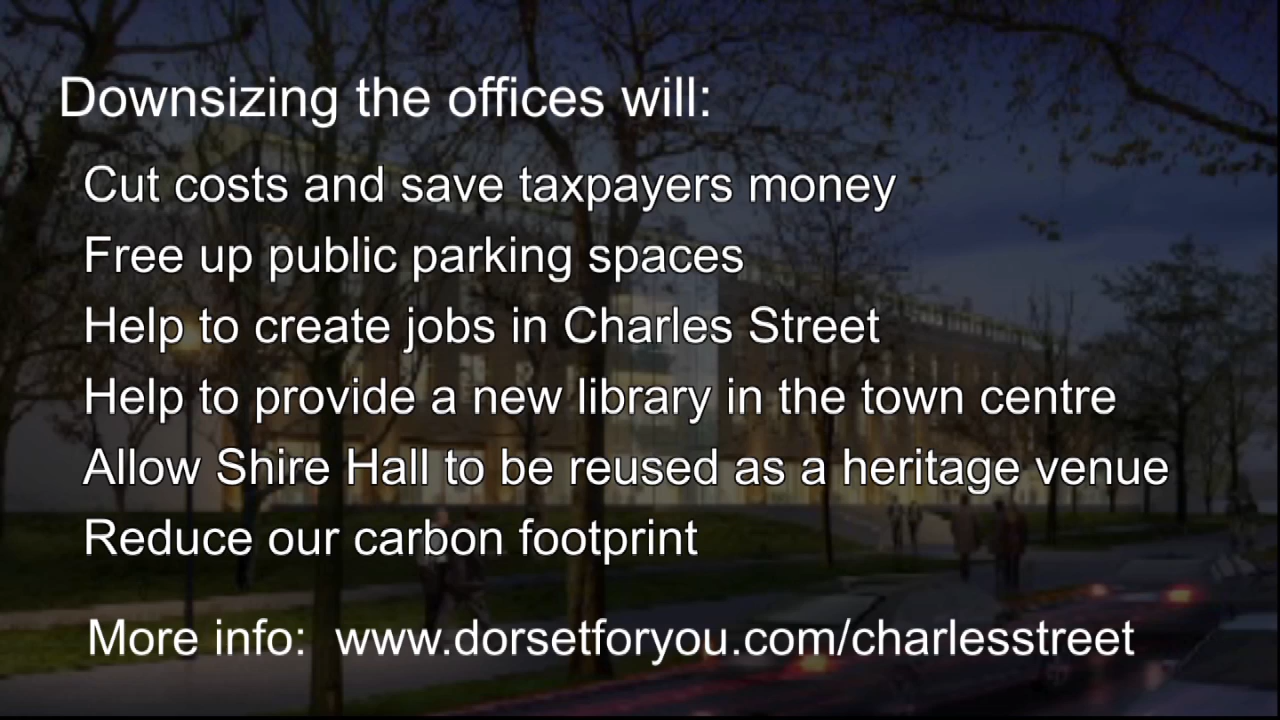 Downsizing the offices will:
Cut costs and save taxpayers money
Free up public parking spaces
Help to create jobs in Charles Street
Help to provide a new library in the town centre
Allow Shire Hall to be reused as a heritage venue
Reduce our carbon footprint
More info: www.dorsetforyou.com/charlesstreet